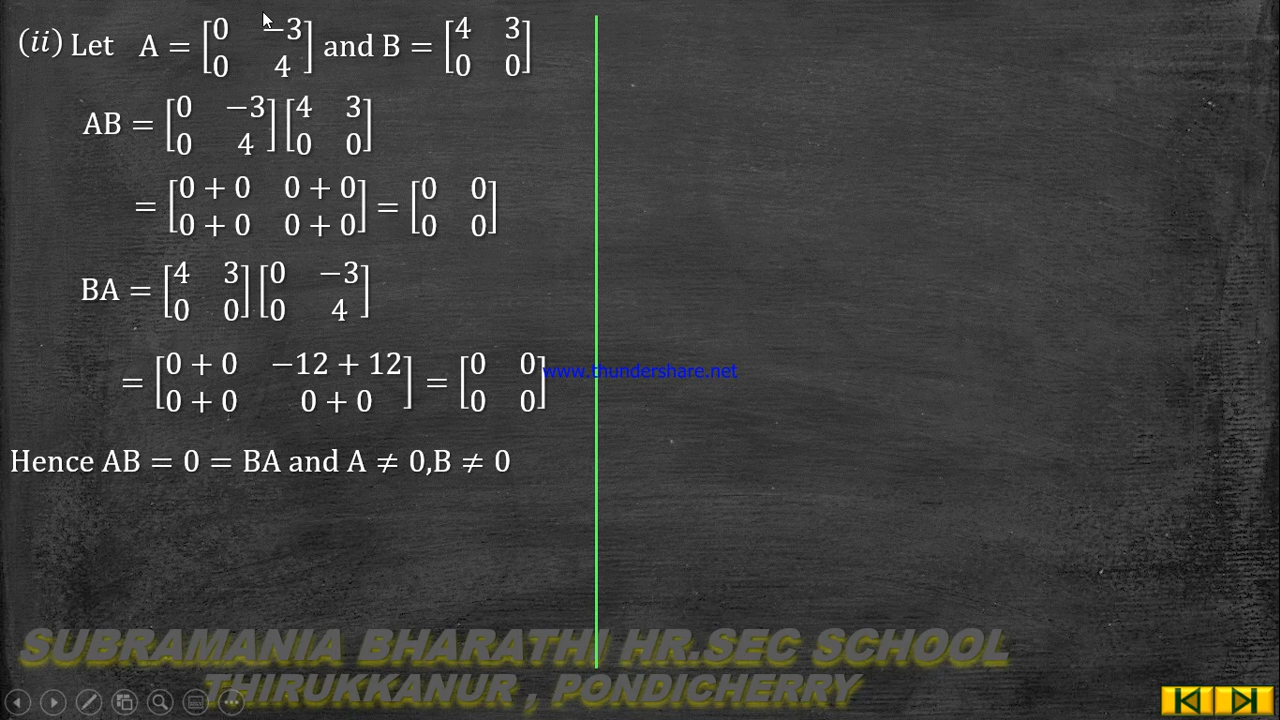 (ii) Let A = [0 −3; 0 4] and B = [4 3; 0 0]
AB = [0 −3; 0 4] [4 3; 0 0]
= [0 + 0 0 + 0; 0 + 0 0 + 0] = [0 0; 0 0]
BA = [4 3; 0 0] [0 −3; 0 4]
= [0 + 0 −12 + 12; 0 + 0 0 + 0] = [0 0; 0 0]
www.thundershare.net
Hence AB = 0 = BA and A ≠ 0,B ≠ 0
SUBRAMANIA BHARATHI HR.SEC SCHOOL
THIRUKKANUR , PONDICHERRY